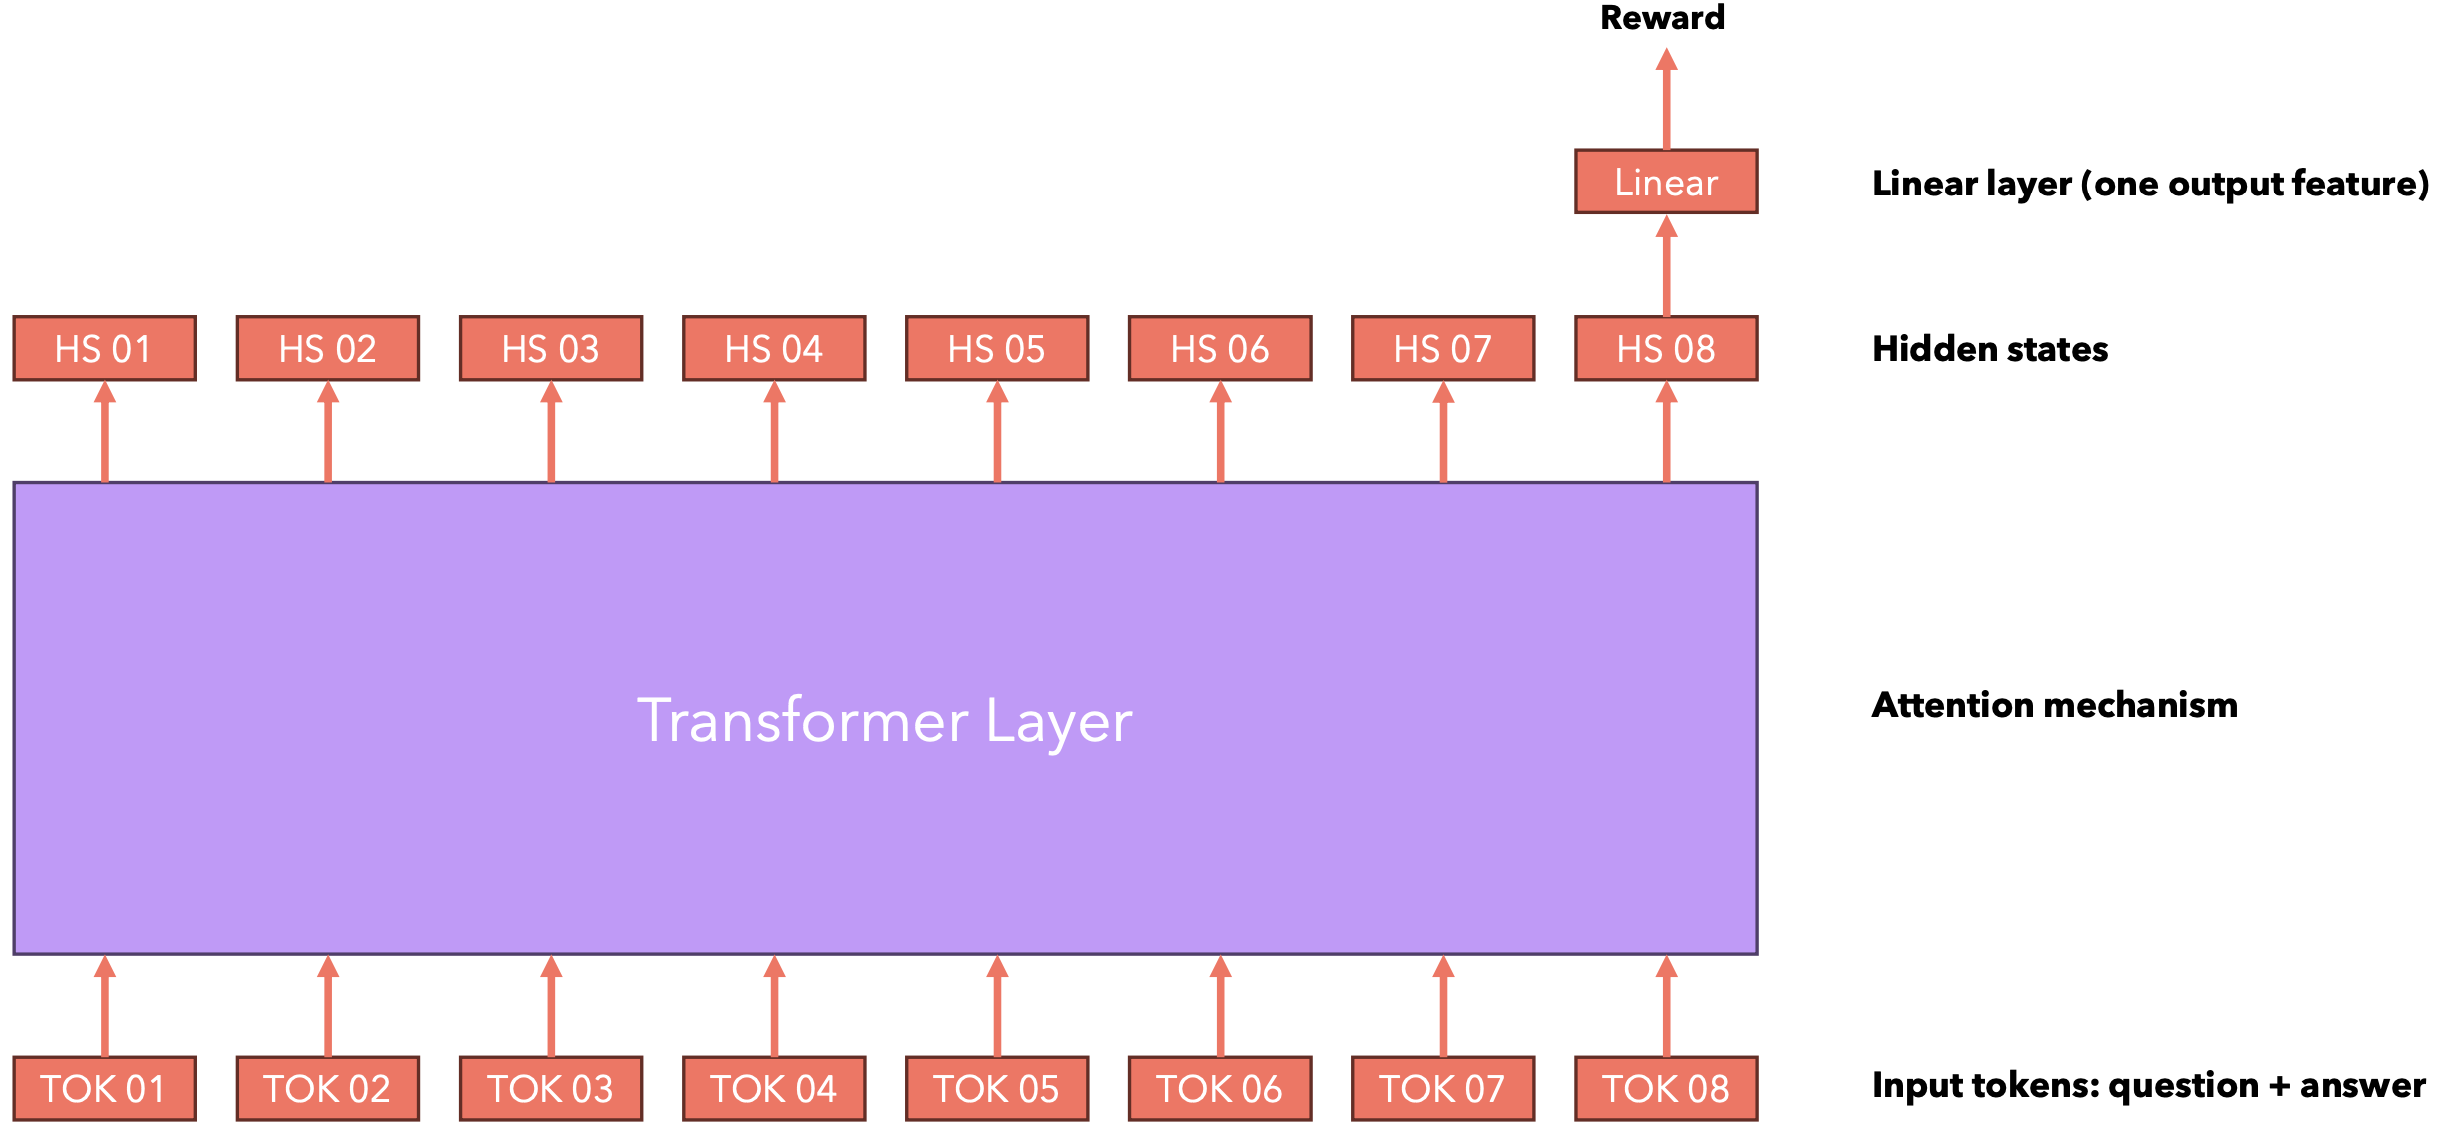 Reward
Linear
Linear layer (one output feature)
HS 01
HS 02
HS 03
HS 04
HS 05
HS 06
HS 07
HS 08
Hidden states
Transformer Layer
Attention mechanism
TOK 01
TOK 02
TOK 03
TOK 04
TOK 05
TOK 06
TOK 07
TOK 08
Input tokens: question + answer